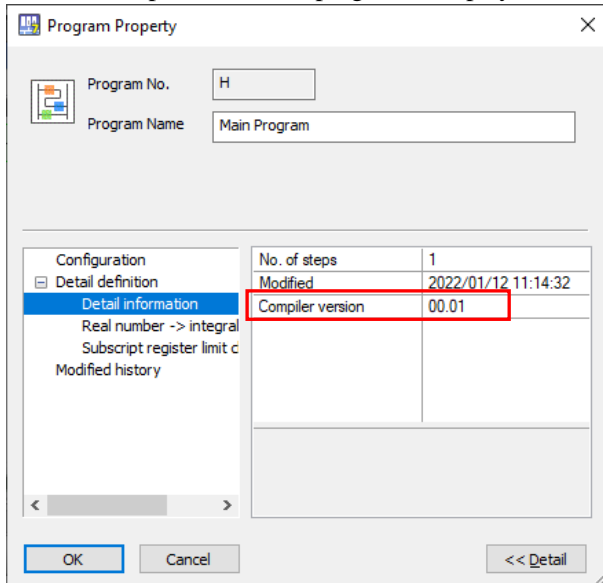 Program Property
Program No. H
Program Name Main Program
Configuration
Detail definition
Detail information
Real number -> integral
Subscript register limit c
Modified history
No. of steps 1
Modified 2022/01/12 11:14:32
Compiler version 00.01
OK Cancel << Detail